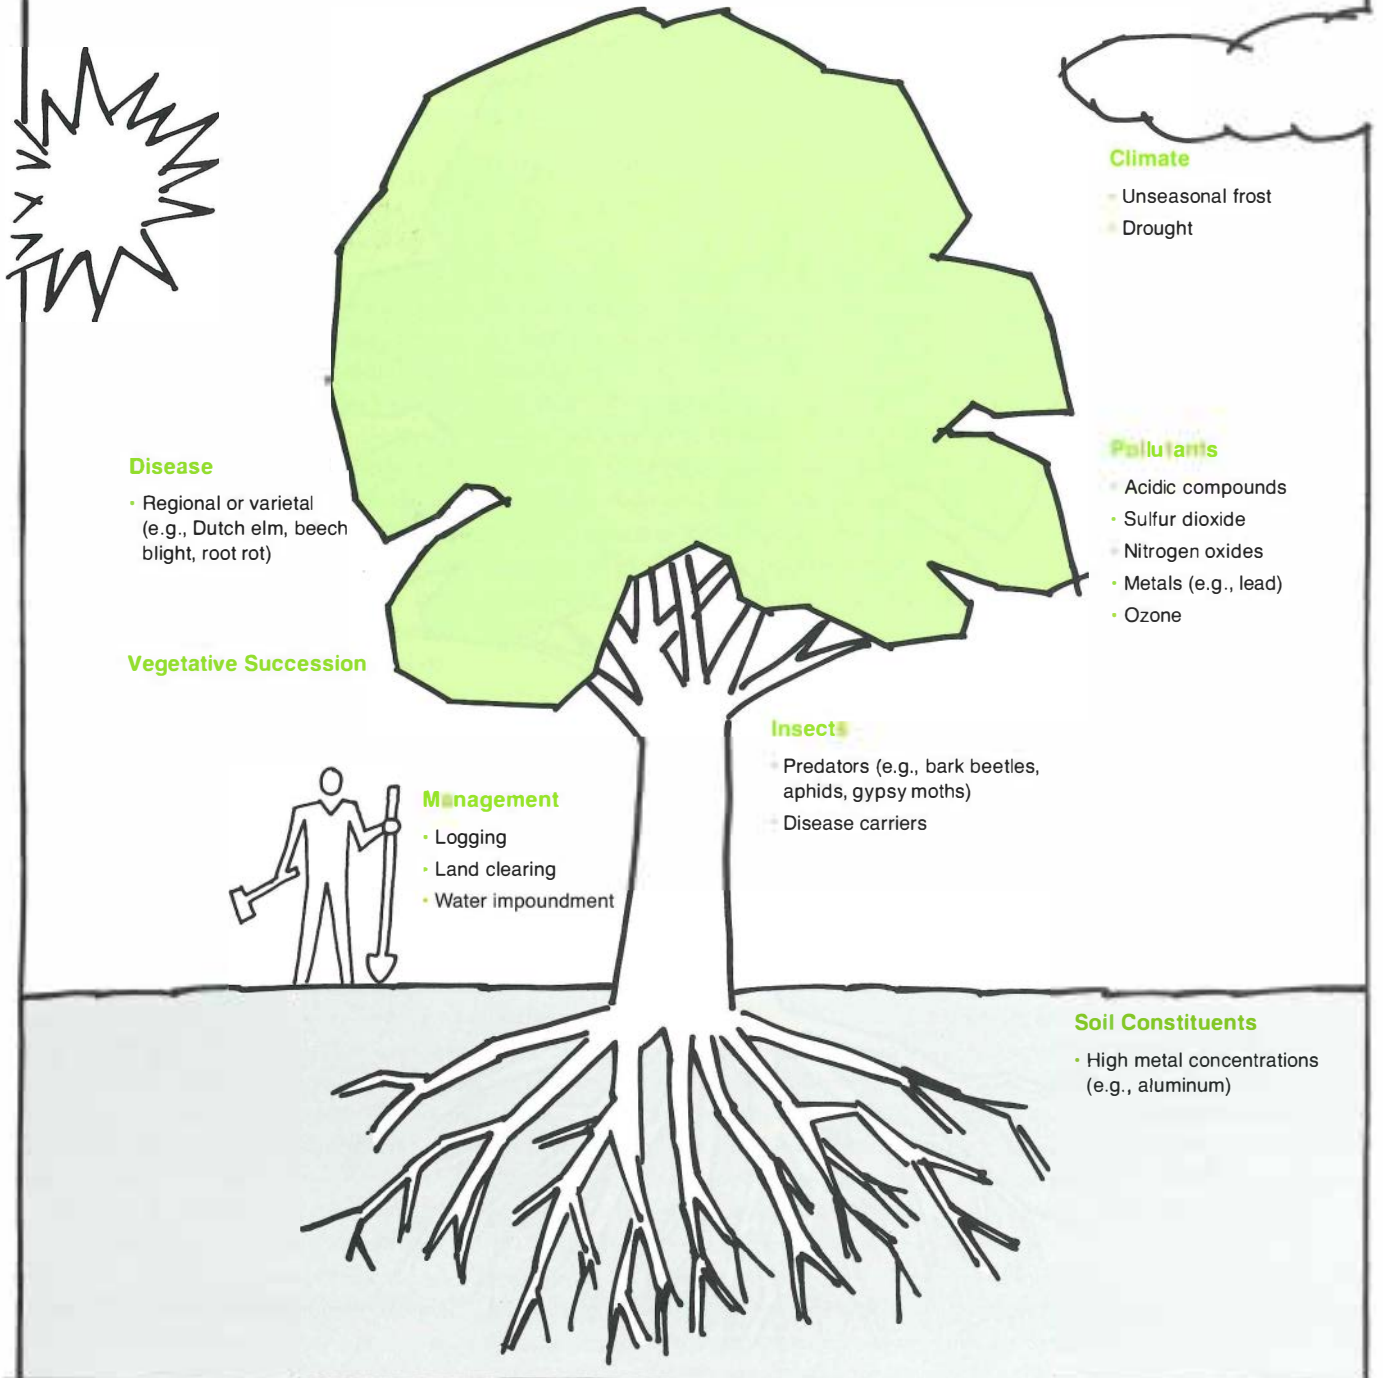 Climate
• Unseasonal frost
• Drought
Disease
• Regional or varietal
(e.g., Dutch elm, beech
blight, root rot)
Pollutants
• Acidic compounds
• Sulfur dioxide
• Nitrogen oxides
• Metals (e.g., lead)
• Ozone
Vegetative Succession
Insects
• Predators (e.g., bark beetles,
aphids, gypsy moths)
• Disease carriers
Management
• Logging
• Land clearing
• Water impoundment
Soil Constituents
• High metal concentrations
(e.g., aluminum)